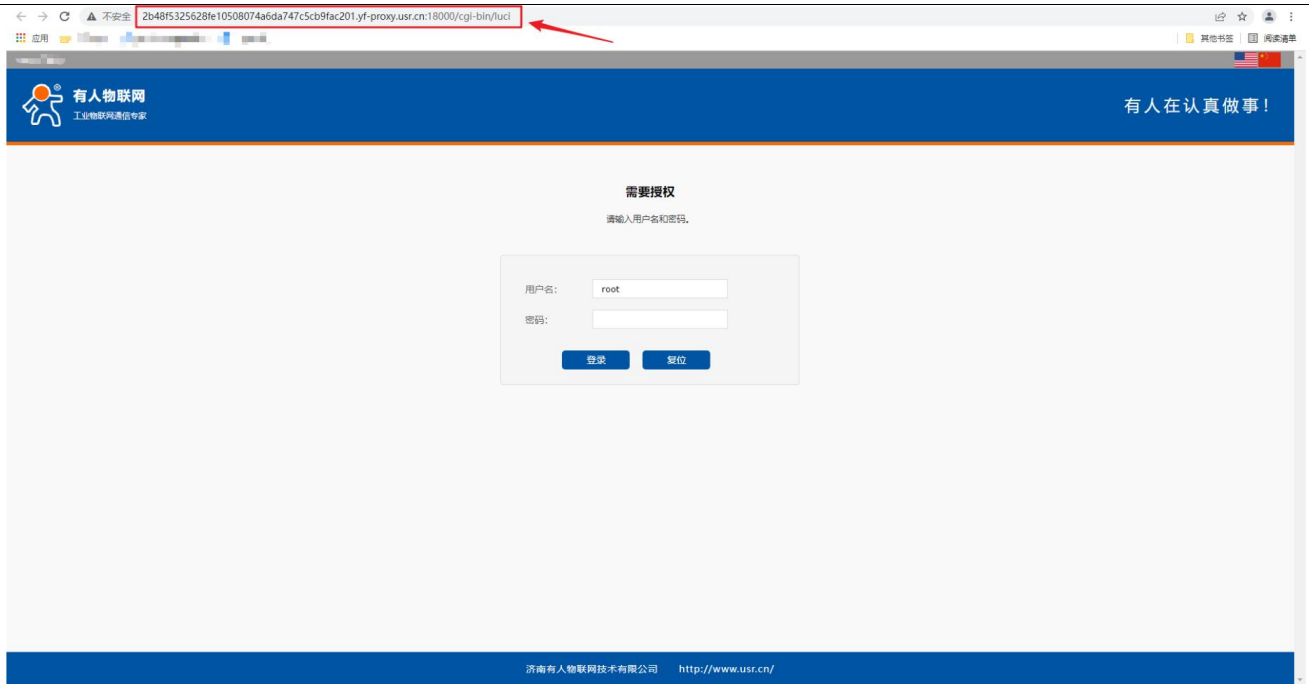 不安全 2b48f5325628fe10508074a6da747c5cb9fac201.yf-proxy.usr.cn:18000/cgi-bin/luci
应用 其他书签 阅读清单
有人物联网
工业物联网通信专家
有人在认真做事!
需要授权
请输入用户名和密码。
用户名: root
密码:
登录 复位
济南有人物联网技术有限公司 http://www.usr.cn/